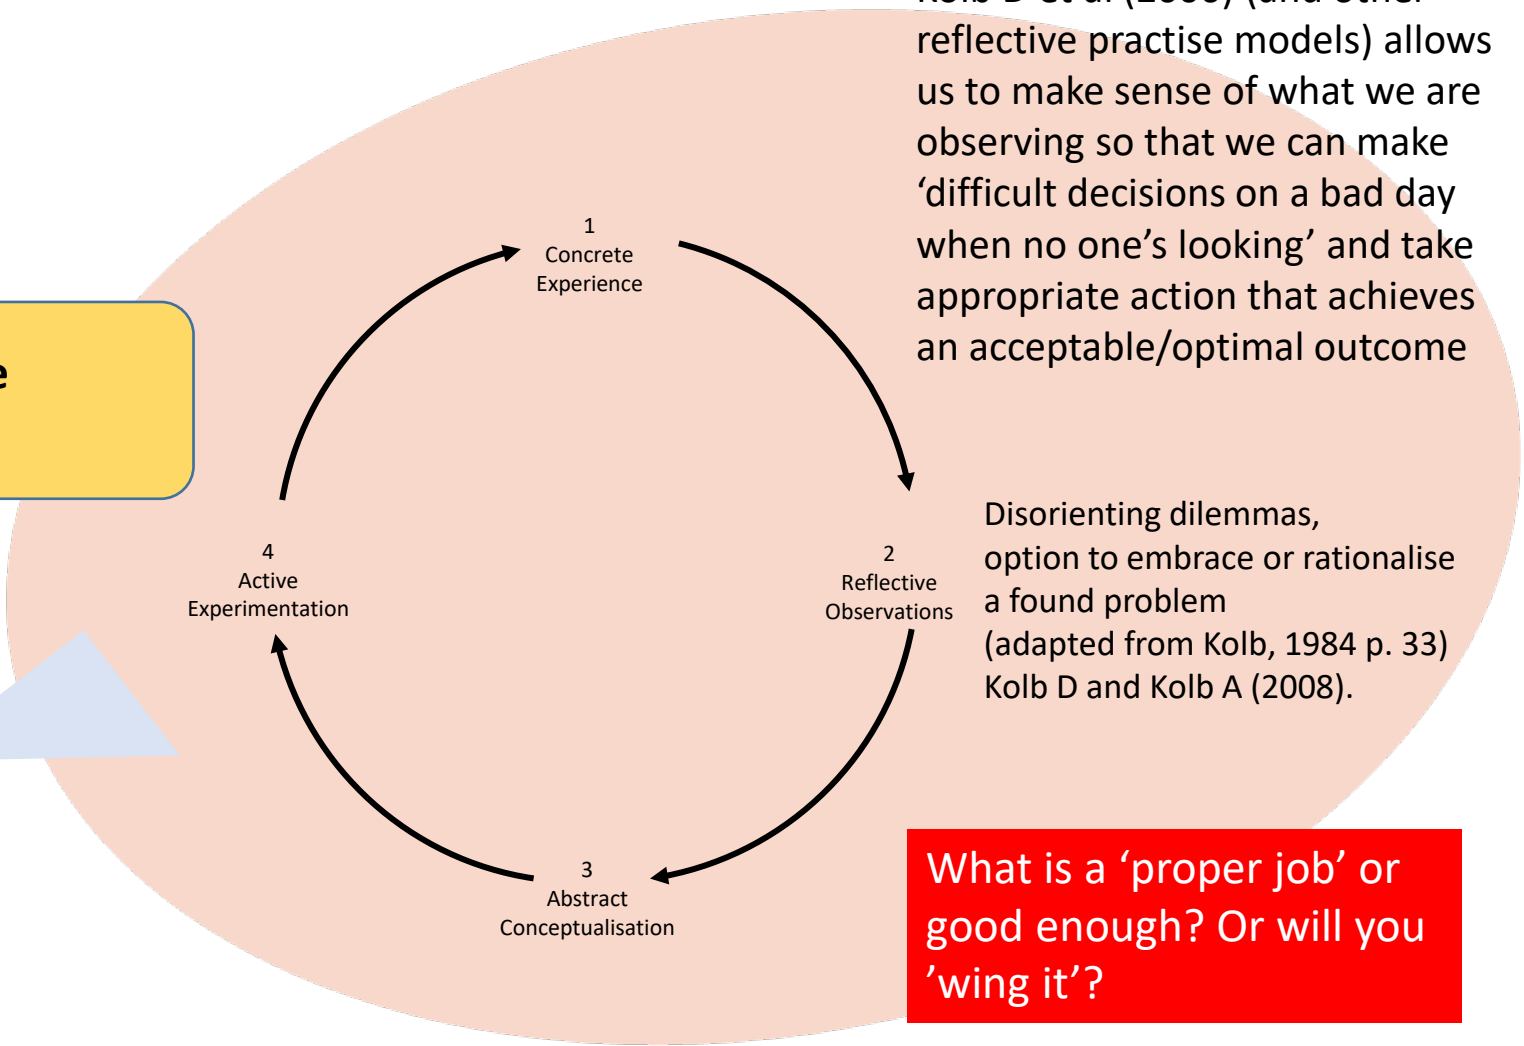 reflective practise models) allows
us to make sense of what we are
observing so that we can make
‘difficult decisions on a bad day
when no one’s looking’ and take
appropriate action that achieves
an acceptable/optimal outcome
1
Concrete
Experience
e
Disorienting dilemmas,
option to embrace or rationalise
a found problem
(adapted from Kolb, 1984 p. 33)
Kolb D and Kolb A (2008).
2
Reflective
Observations
4
Active
Experimentation
3
Abstract
Conceptualisation
What is a ‘proper job’ or
good enough? Or will you
’wing it’?